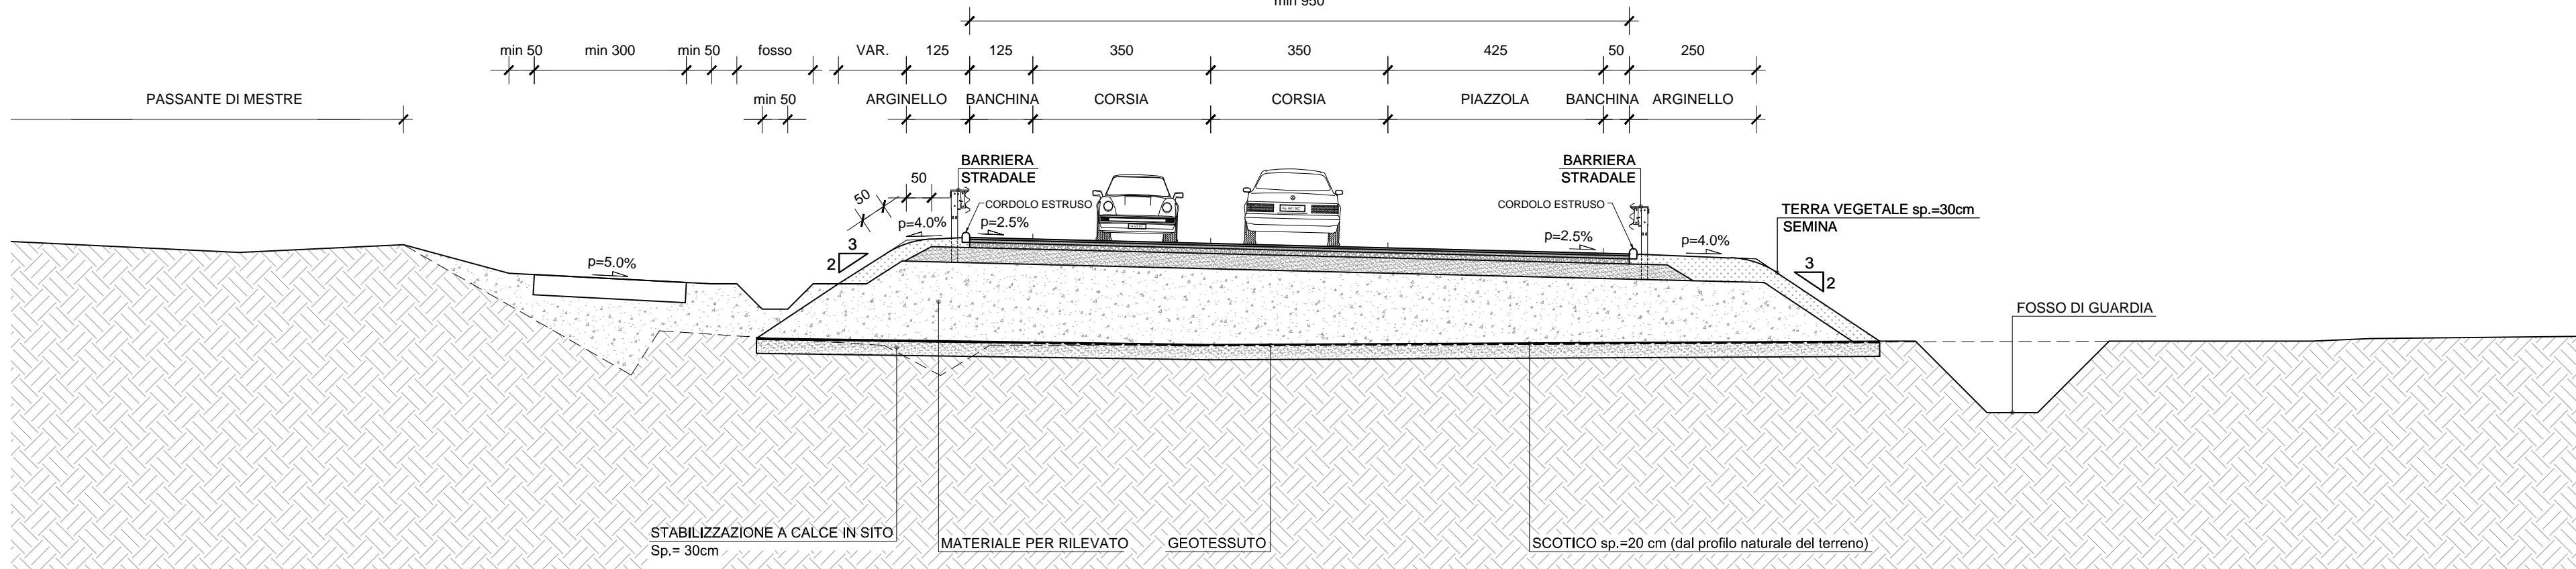 min 950
min 50 min 300 min 50 fosso VAR. 125 125 350 350 425 50 250
PASSANTE DI MESTRE min 50 ARGINELLO BANCHINA CORSIA CORSIA PIAZZOLA BANCHINA ARGINELLO
BARRIERA
STRADALE
BARRIERA
STRADALE
50
50
CORDOLO ESTRUSO
CORDOLO ESTRUSO
TERRA VEGETALE sp.=30cm
SEMINA
p=4.0%
p=2.5%
p=2.5%
p=4.0%
3
2
3
2
p=5.0%
FOSSO DI GUARDIA
STABILIZZAZIONE A CALCE IN SITO
Sp.= 30cm
MATERIALE PER RILEVATO
GEOTESSUTO
SCOTICO sp.=20 cm (dal profilo naturale del terreno)